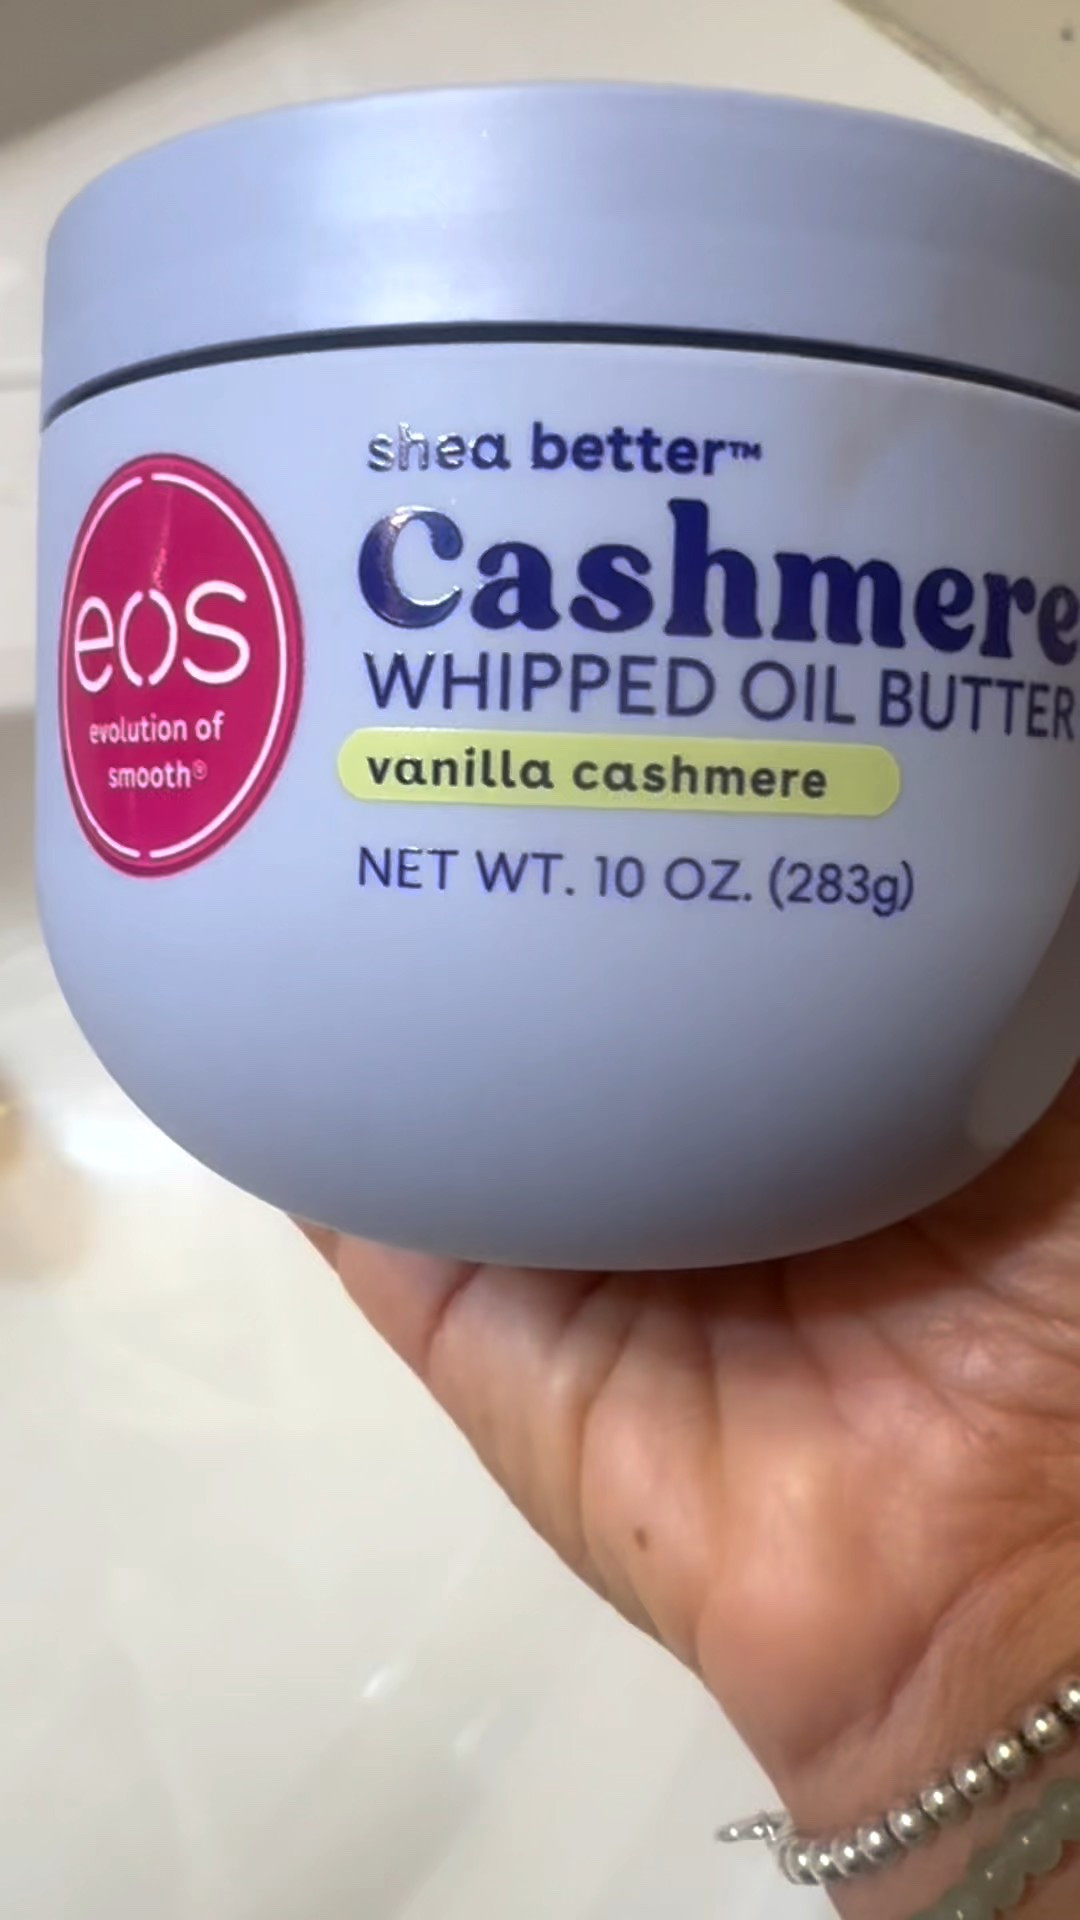 shea better™
Cashmere
WHIPPED OIL BUTTER
vanilla cashmere
NET WT. 10 OZ. (283g)
eos
evolution of
smooth®